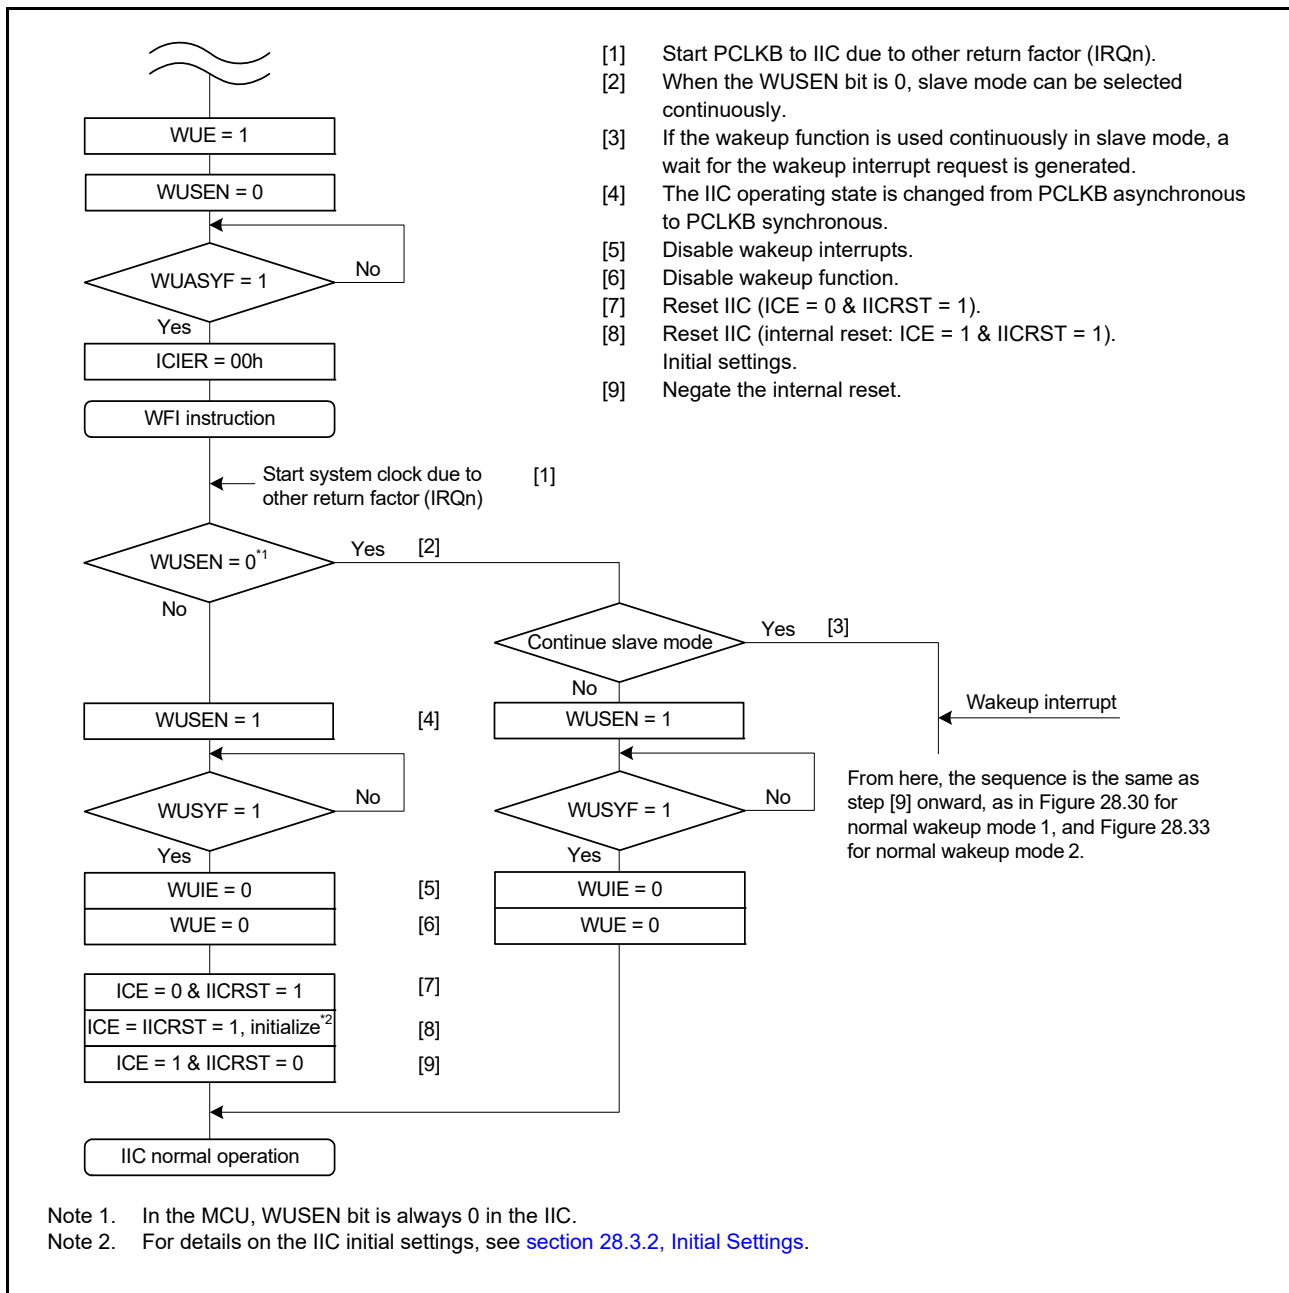 WUE = 1
WUSEN = 0
WUASYF = 1
No
Yes
ICIER = 00h
WFI instruction
Start system clock due to
other return factor (IRQn)
[1]
WUSEN = 0*1
Yes
[2]
No
Continue slave mode
Yes
[3]
No
Wakeup interrupt
WUSEN = 1
[4]
WUSEN = 1
WUSYF = 1
No
Yes
WUSYF = 1
No
Yes
From here, the sequence is the same as
step [9] onward, as in Figure 28.30 for
normal wakeup mode 1, and Figure 28.33
for normal wakeup mode 2.
WUIE = 0
[5]
WUIE = 0
WUE = 0
[6]
WUE = 0
ICE = 0 & IICRST = 1
[7]
ICE = IICRST = 1, initialize*2
[8]
ICE = 1 & IICRST = 0
[9]
IIC normal operation
[1] Start PCLKB to IIC due to other return factor (IRQn).
[2] When the WUSEN bit is 0, slave mode can be selected
continuously.
[3] If the wakeup function is used continuously in slave mode, a
wait for the wakeup interrupt request is generated.
[4] The IIC operating state is changed from PCLKB asynchronous
to PCLKB synchronous.
[5] Disable wakeup interrupts.
[6] Disable wakeup function.
[7] Reset IIC (ICE = 0 & IICRST = 1).
[8] Reset IIC (internal reset: ICE = 1 & IICRST = 1).
Initial settings.
[9] Negate the internal reset.
Note 1. In the MCU, WUSEN bit is always 0 in the IIC.
Note 2. For details on the IIC initial settings, see section 28.3.2, Initial Settings.